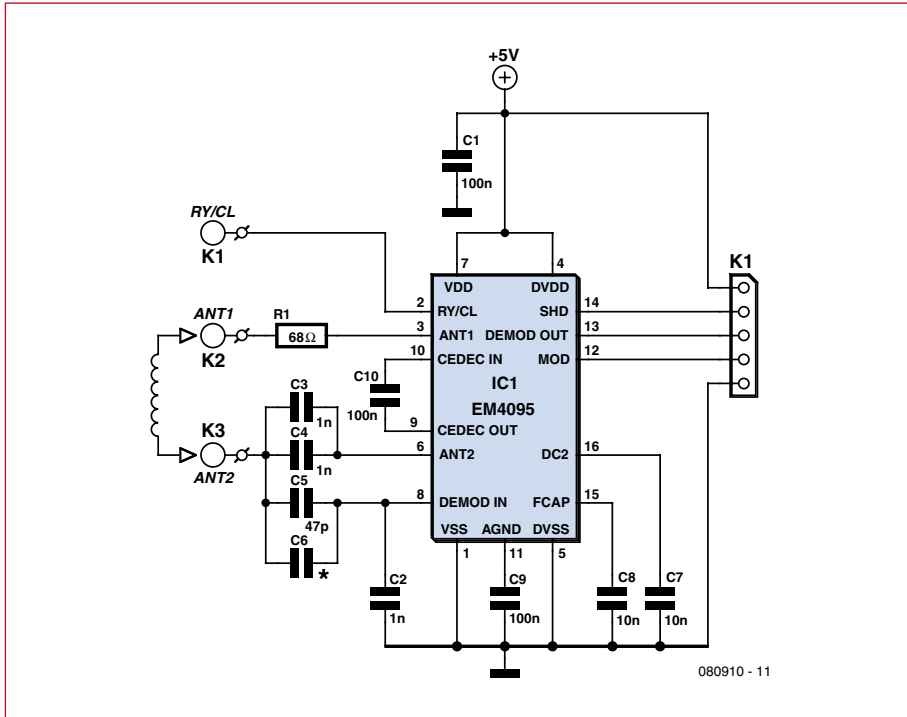 +5V
C1
100n
RY/CL
K1
7
4
K1
VDD
DVDD
2
RY/CL
SHD
14
ANT1
R1
3
ANT1
DEMOD OUT
13
68Ω
K2
10
CEDEC IN
MOD
12
C3
C10
IC1
1n
100n
EM4095
C4
9
CEDEC OUT
K3
1n
6
ANT2
DC2
16
ANT2
C5
8
DEMOD IN
FCAP
15
47p
VSS
AGND
DVSS
C6
1
11
5
*
C2
C9
C8
C7
1n
100n
10n
10n
080910 - 11